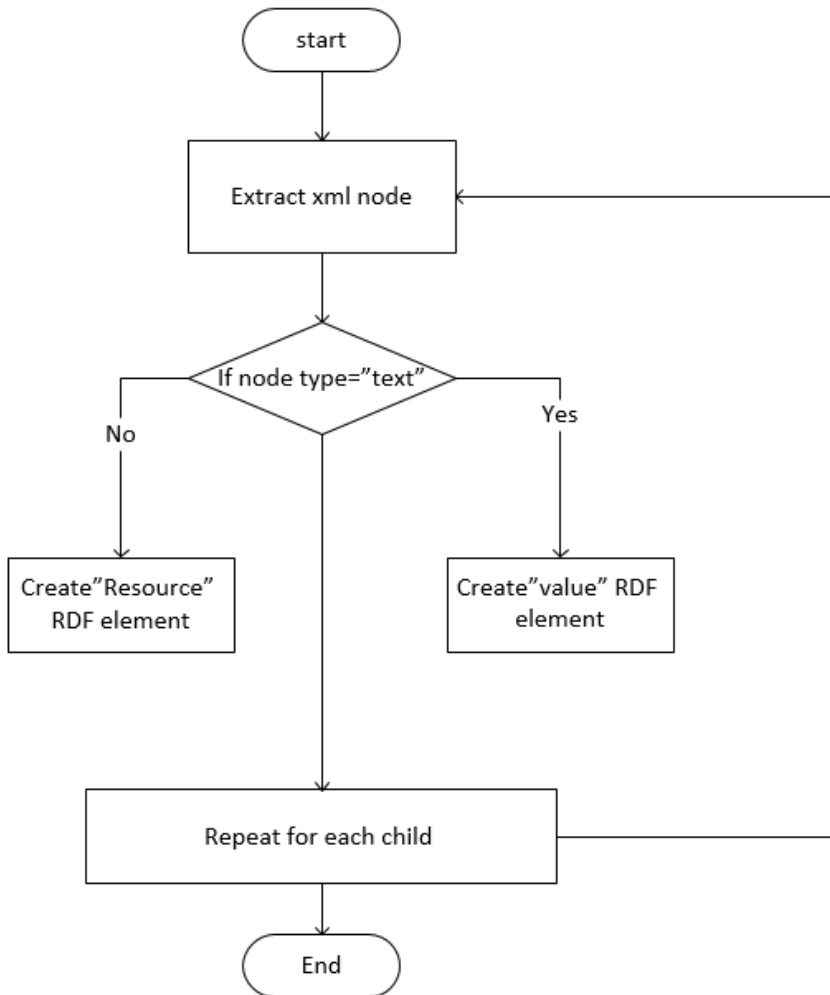 start
Extract xml node
If node type=”text”
No
Yes
Create”Resource”
RDF element
Create”value” RDF
element
Repeat for each child
End